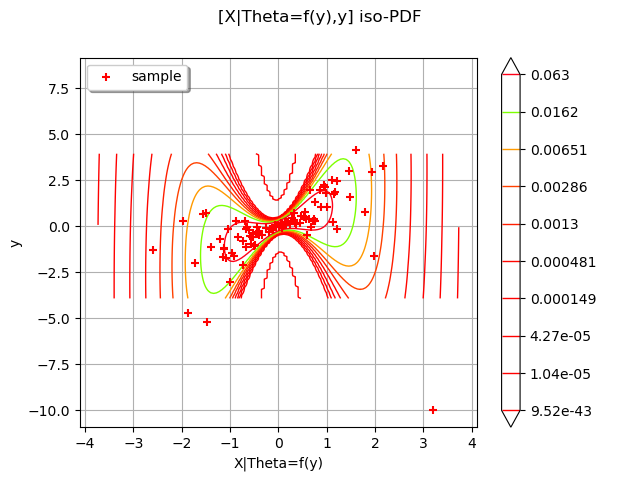 [X|Theta=f(y),y] iso-PDF
sample
7.5
5.0
2.5
0.0
−2.5
−5.0
−7.5
−10.0
y
−4 −3 −2 −1 0 1 2 3 4
X|Theta=f(y)
0.063
0.0162
0.00651
0.00286
0.0013
0.000481
0.000149
4.27e-05
1.04e-05
9.52e-43